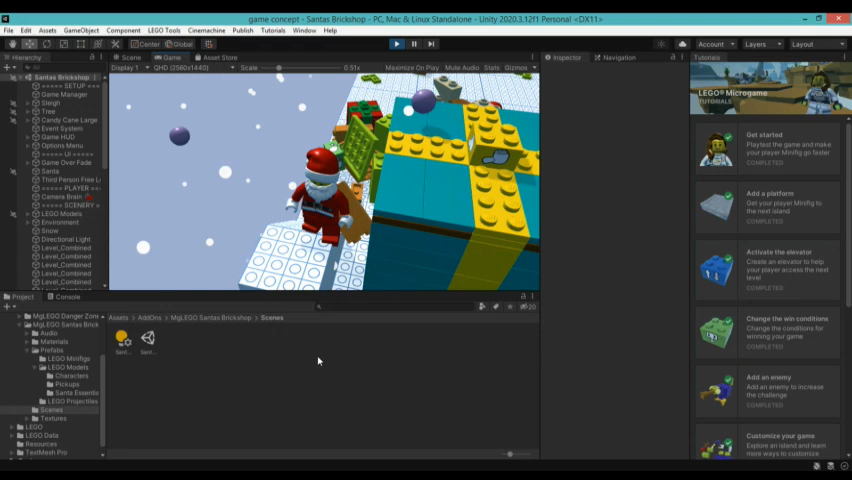 game concept - Santas Brickshop - PC, Mac & Linux Standalone - Unity 2020.3.12f1 Personal <DX11>
File Edit Assets GameObject Component LEGO Tools Cinemachine Publish Tutorials Window Help
Center Global Account Layers Layout
Hierarchy Scene Game Asset Store Inspector Navigation Tutorials
All Display 1 QHD (2560x1440) Scale 0.51x Maximize On Play Mute Audio Stats Gizmos
Santas Brickshop
===== SETUP ==
Game Manager
Sleigh
Tree
Candy Cane Large
Event System
Game HUD
Options Menu
===== UI =====
Game Over Fade
Santa
Third Person Free L
===== PLAYER =
Camera Brain
===== SCENERY
LEGO Models
Environment
Snow
Directional Light
Level_Combined
Level_Combined
Level_Combined
Level_Combined
Level_Combined
LEGO® Microgame
TUTORIALS
Get started
Playtest the game and make
your player Minifig go faster
COMPLETED
Add a platform
Get your player Minifig to
the next island
COMPLETED
Activate the elevator
Create an elevator to help
your player access the next
level
COMPLETED
Change the win conditions
Change the conditions for
winning your game
COMPLETED
Add an enemy
Add an enemy to increase
the challenge
COMPLETED
Customize your game
Explore an island and learn
more ways to customize
Project Console
20
Assets > AddOns > MgLEGO Santas Brickshop > Scenes
MgLEGO Danger Zone
MgLEGO Santas Brick
Audio
Materials
Prefabs
LEGO Minifigs
LEGO Models
Characters
Pickups
Santa Essentio
LEGO Projectiles
Scenes
Textures
LEGO
LEGO Data
Resources
TextMesh Pro
Sant... Sant...